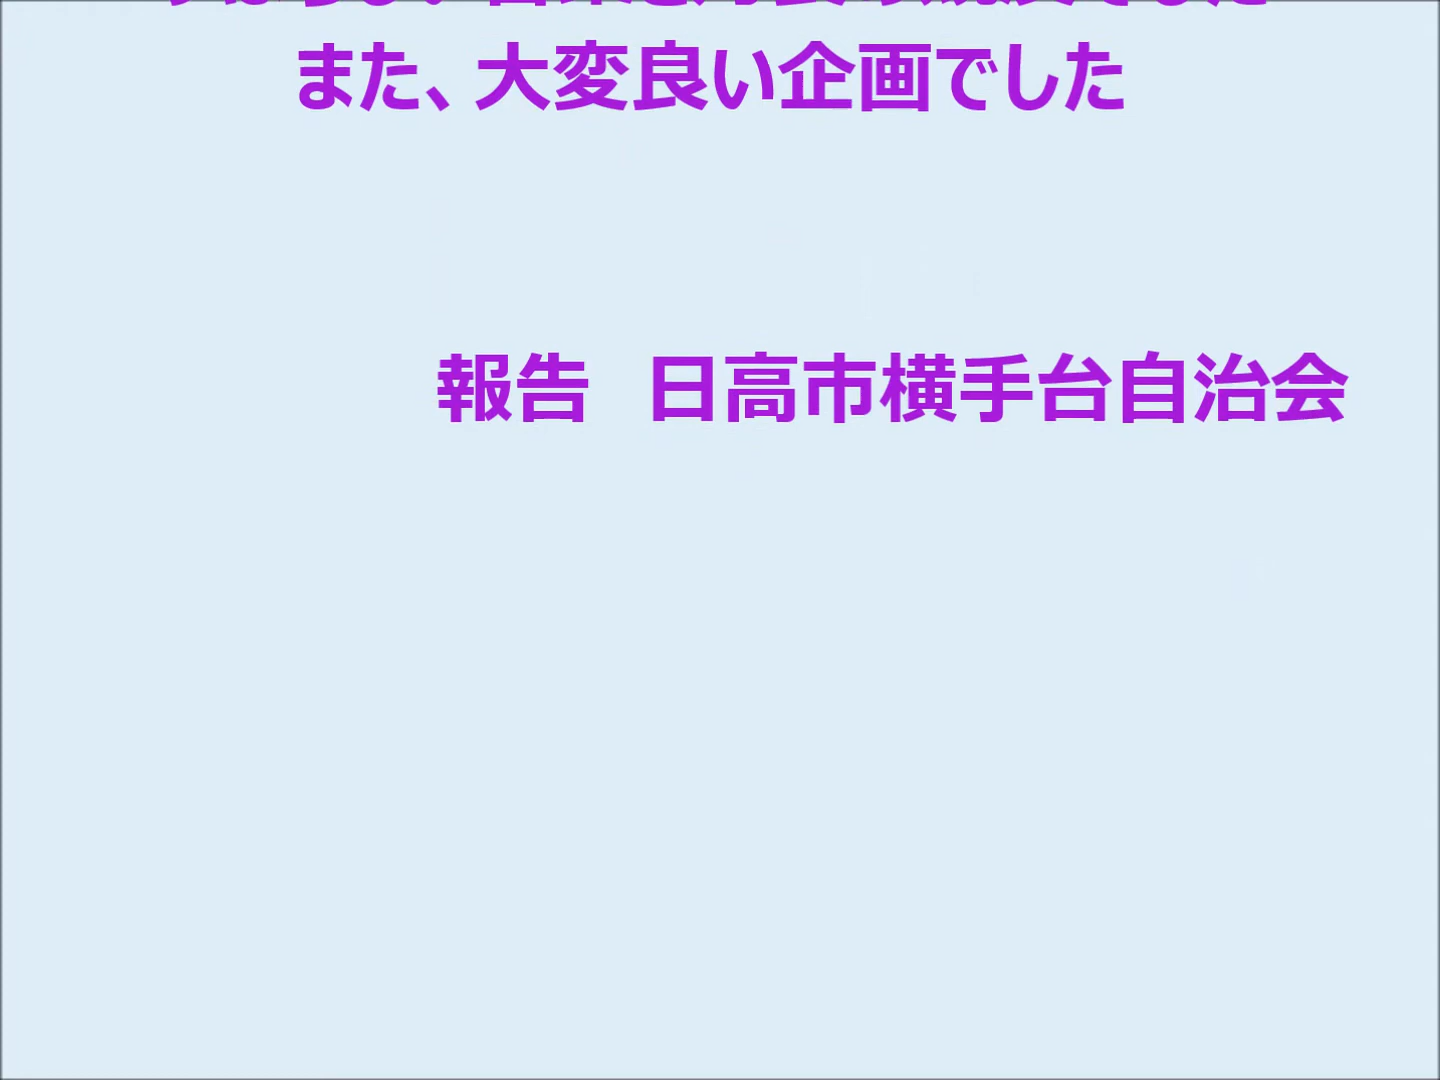 また、大変良い企画でした
報告　日高市横手台自治会